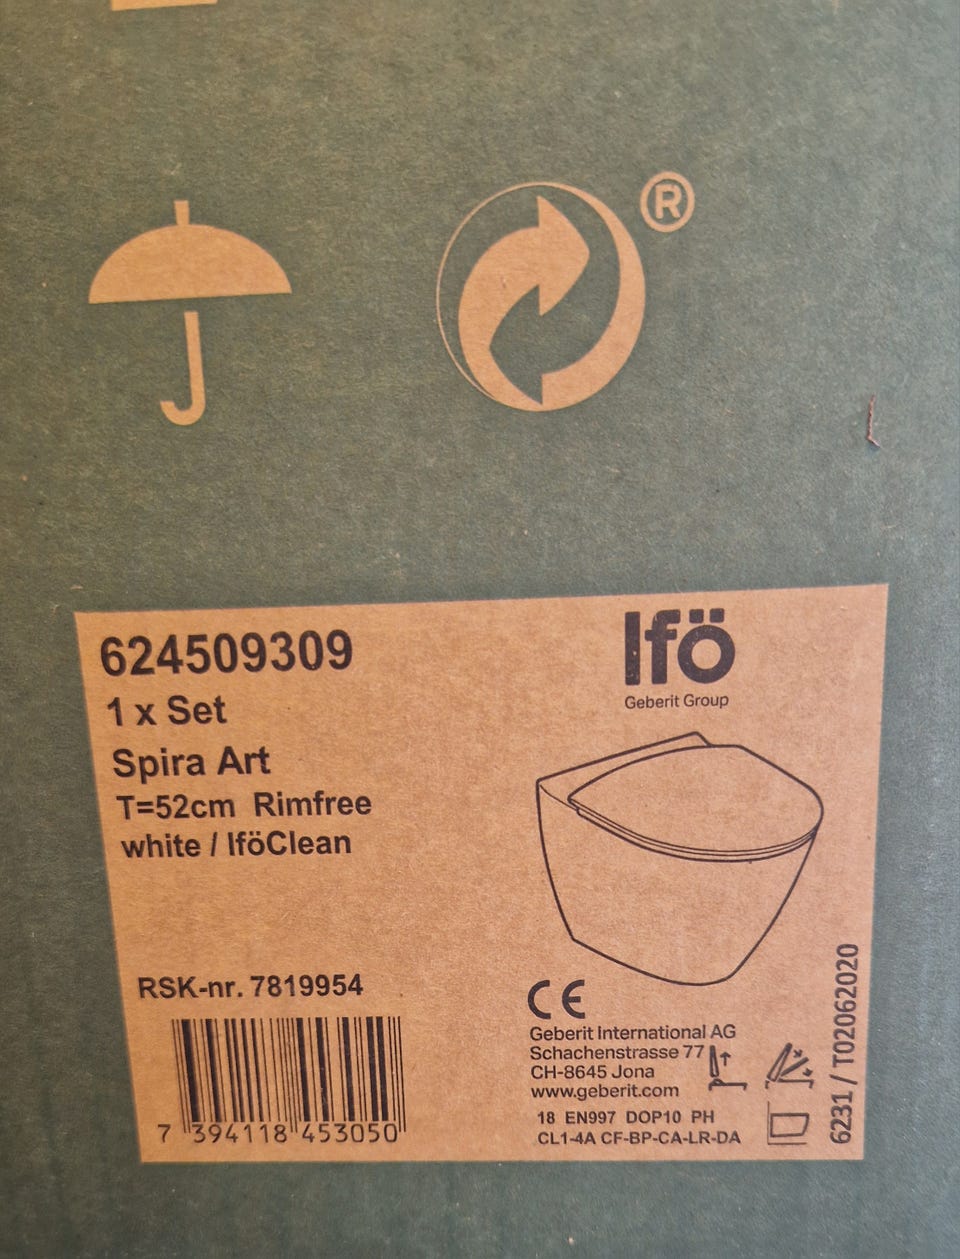 ®
624509309
1 x Set
Spira Art
T=52cm Rimfree
white / IföClean
Ifö
Geberit Group
RSK-nr. 7819954
7 394118 453050
CE
Geberit International AG
Schachenstrasse 77
CH-8645 Jona
www.geberit.com
18 EN997 DOP10 PH
CL1-4A CF-BP-CA-LR-DA
6231 / T02062020